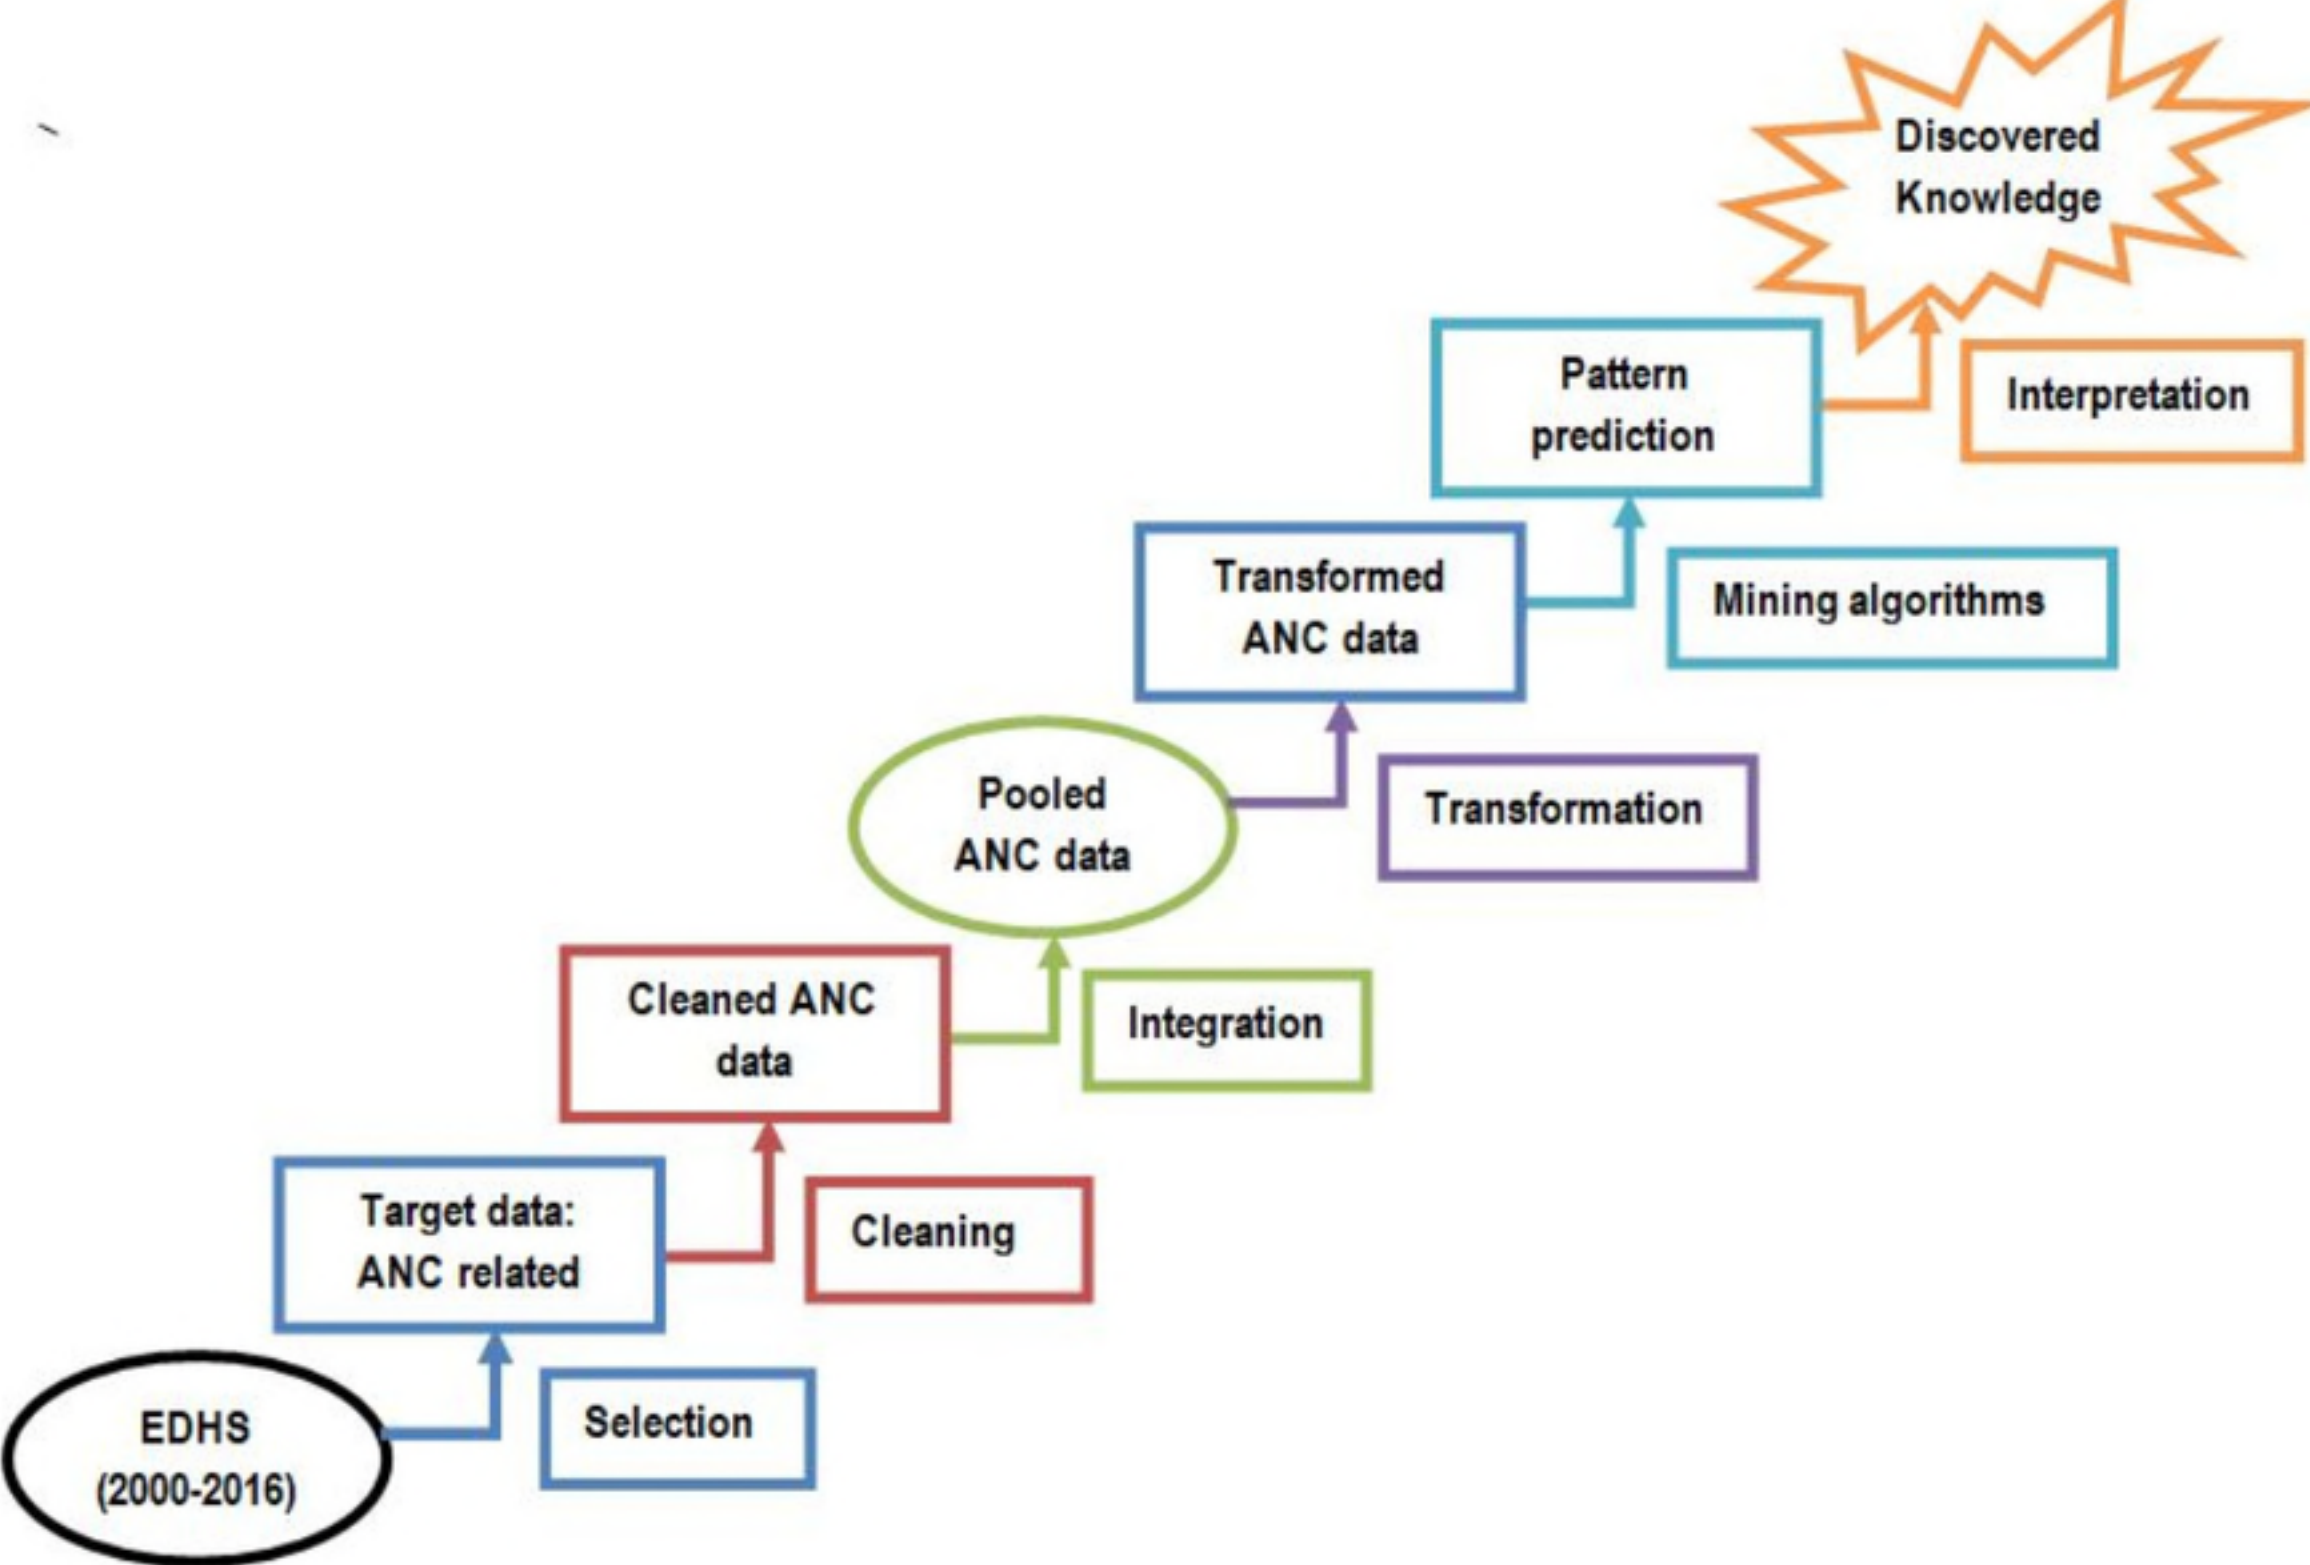 Discovered
Knowledge
Pattern
prediction
Interpretation
Transformed
ANC data
Mining algorithms
Pooled
ANC data
Transformation
Cleaned ANC
data
Integration
Target data:
ANC related
Cleaning
EDHS
(2000-2016)
Selection